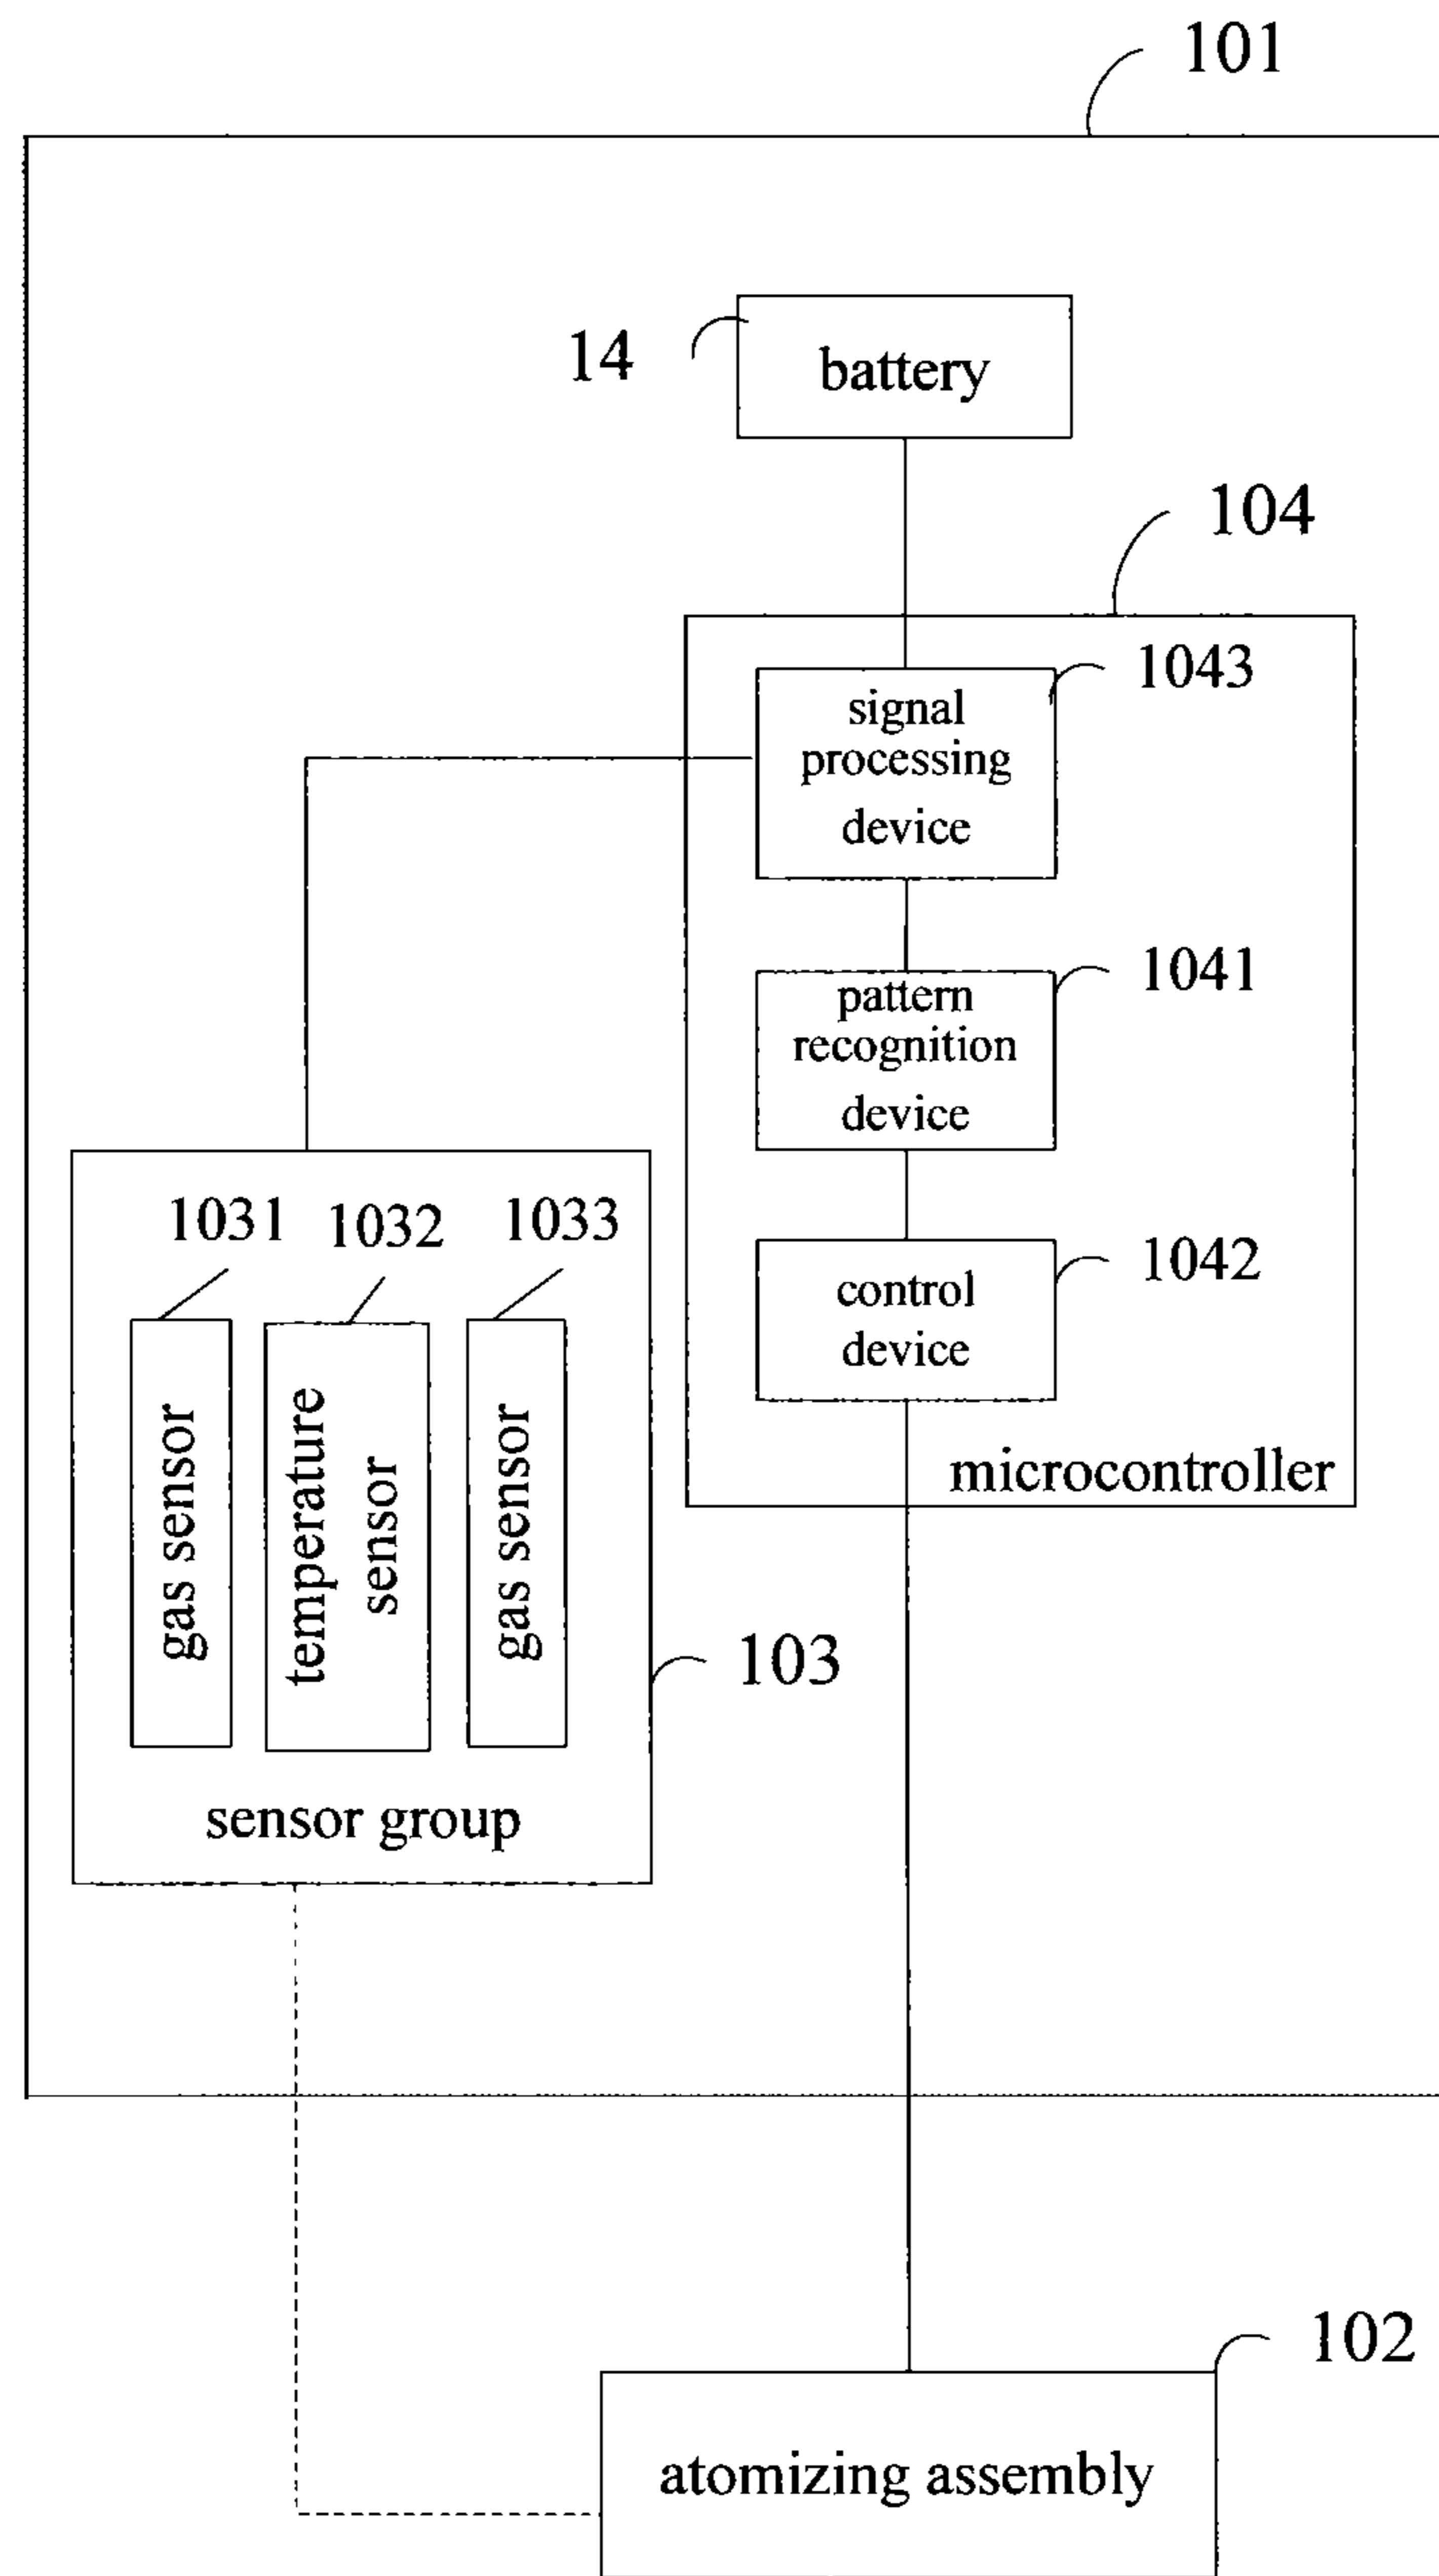 101
14
battery
104
1043
signal
processing
device
1041
pattern
recognition
device
1042
control
device
microcontroller
1031
1032
1033
gas sensor
temperature
sensor
gas sensor
103
sensor group
102
atomizing assembly